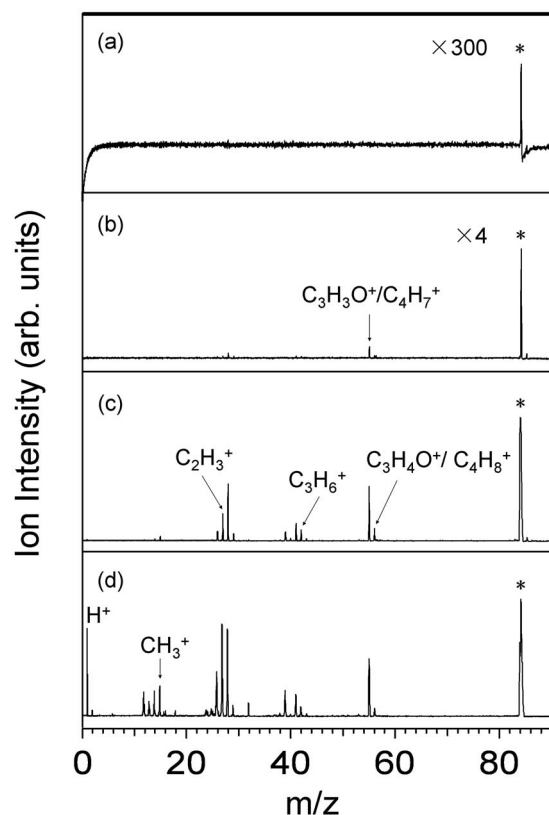 (a)
×300
*
(b)
×4
*
C₃H₃O⁺/C₄H₇⁺
(c)
*
C₂H₃⁺
C₃H₆⁺
C₃H₄O⁺/ C₄H₈⁺
(d)
*
H⁺
CH₃⁺
0 20 40 60 80
m/z
Ion Intensity (arb. units)